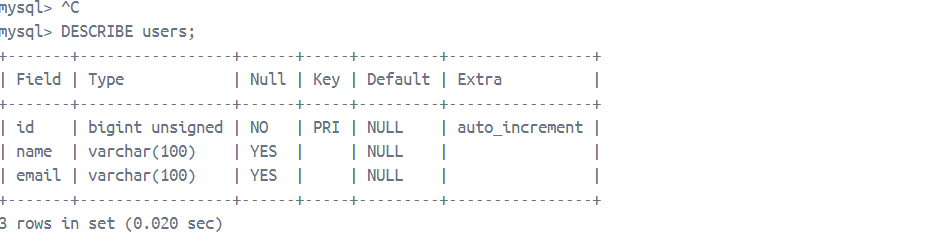 mysql> ^C
mysql> DESCRIBE users;
+-------+-----------------+------+-----+---------+----------------+
| Field | Type            | Null | Key | Default | Extra          |
+-------+-----------------+------+-----+---------+----------------+
| id    | bigint unsigned | NO   | PRI | NULL    | auto_increment |
| name  | varchar(100)    | YES  |     | NULL    |                |
| email | varchar(100)    | YES  |     | NULL    |                |
+-------+-----------------+------+-----+---------+----------------+
3 rows in set (0.020 sec)